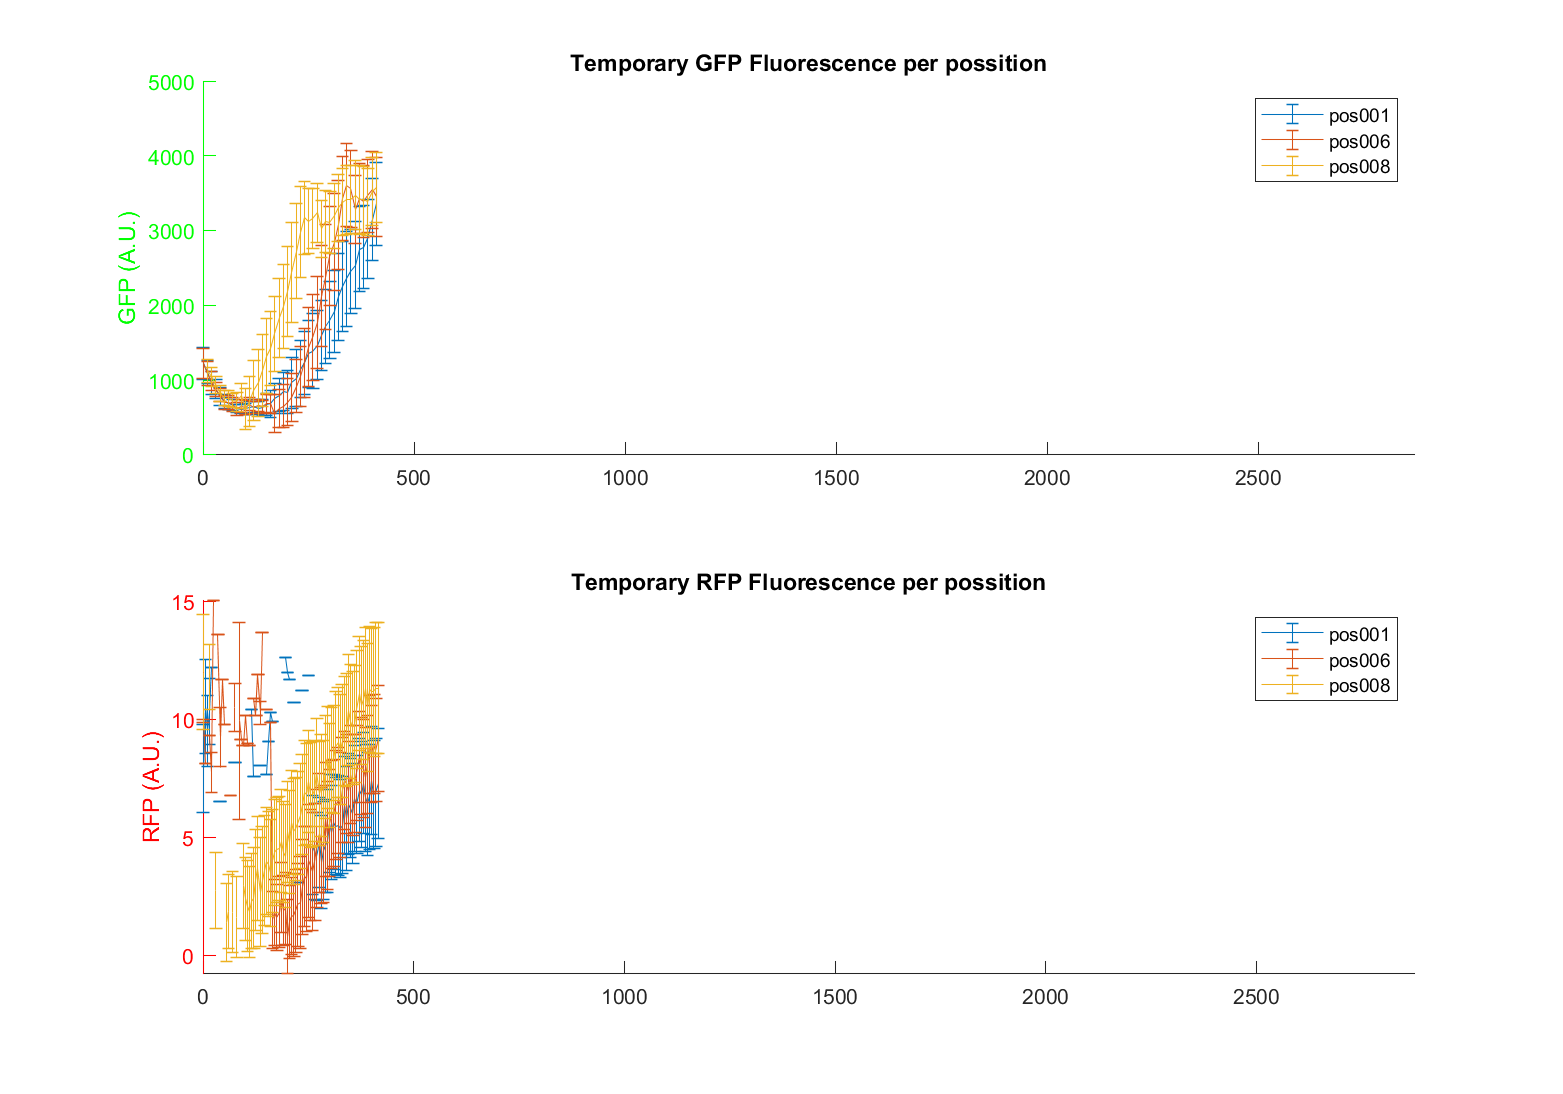 Temporary GFP Fluorescence per possition
GFP (A.U.)
5000
4000
3000
2000
1000
0
0 500 1000 1500 2000 2500
pos001
pos006
pos008
Temporary RFP Fluorescence per possition
RFP (A.U.)
15
10
5
0
0 500 1000 1500 2000 2500
pos001
pos006
pos008